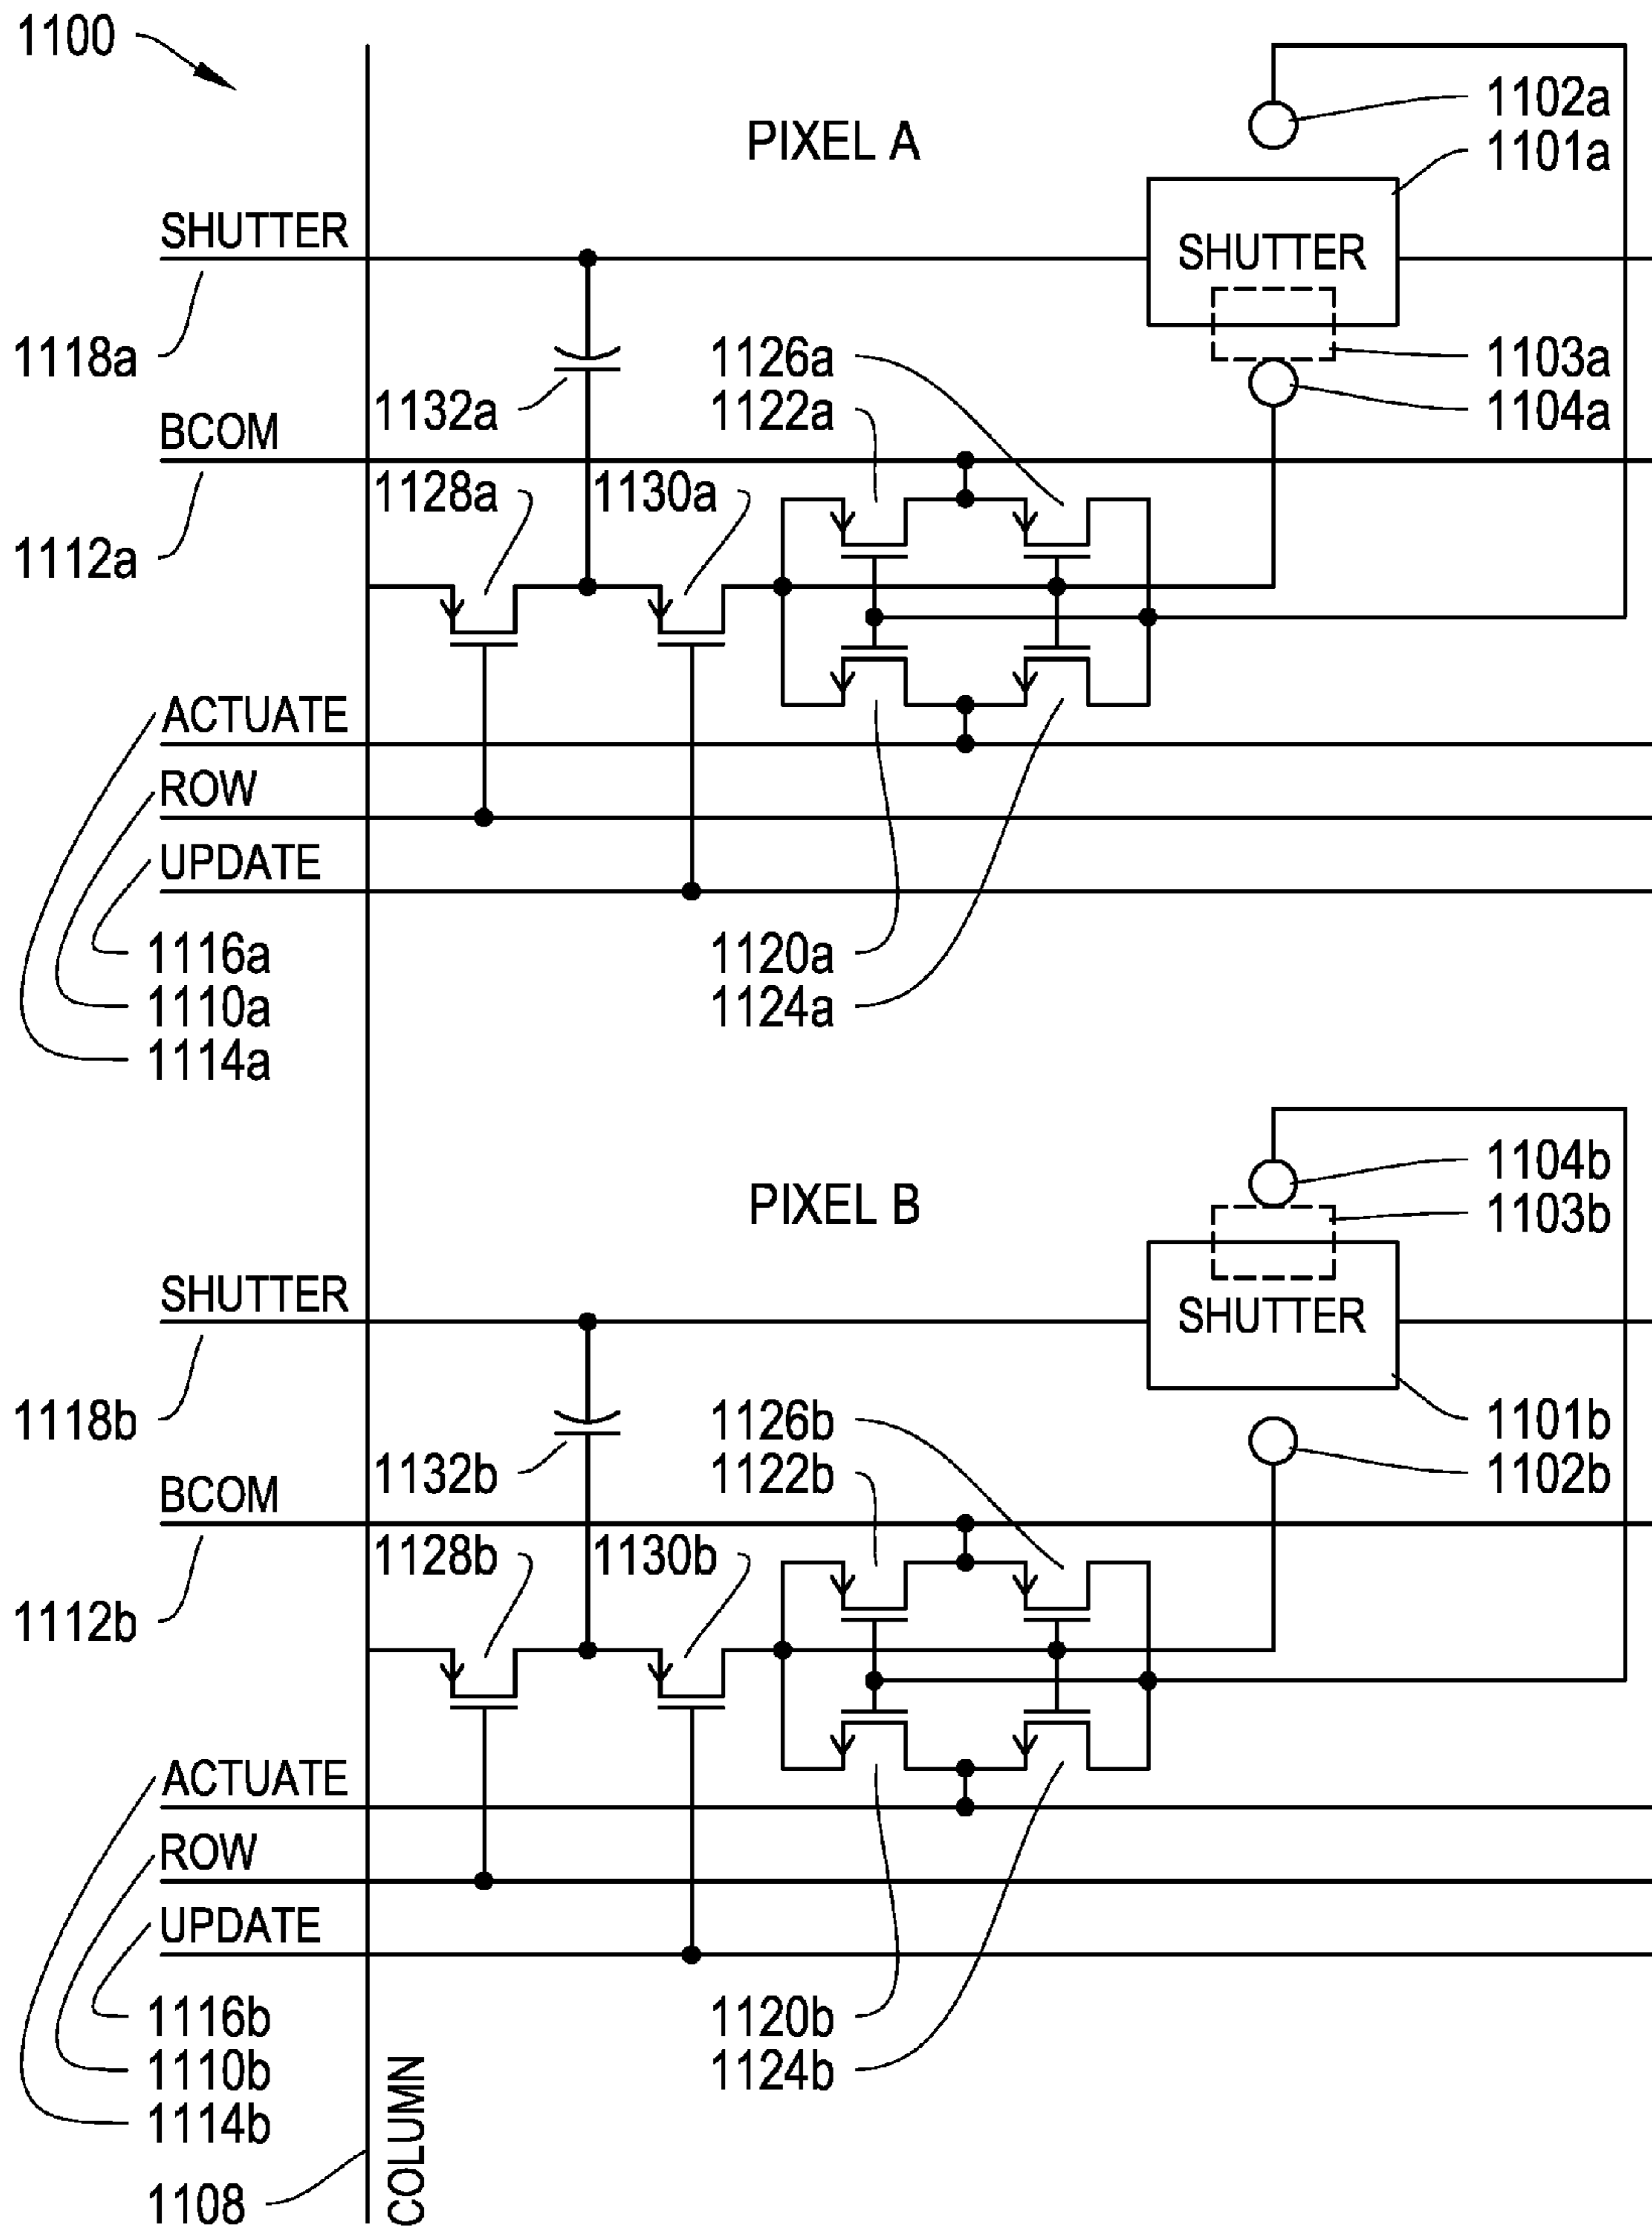 1100
1102a
PIXEL A
1101a
SHUTTER
SHUTTER
1118a
1126a
1103a
1132a
1122a
1104a
BCOM
1128a
1130a
1112a
ACTUATE
ROW
UPDATE
1116a
1120a
1110a
1124a
1114a
1104b
PIXEL B
1103b
SHUTTER
SHUTTER
1118b
1126b
1101b
1132b
1122b
1102b
BCOM
1128b
1130b
1112b
ACTUATE
ROW
UPDATE
1116b
1120b
1110b
1124b
1114b
COLUMN
1108